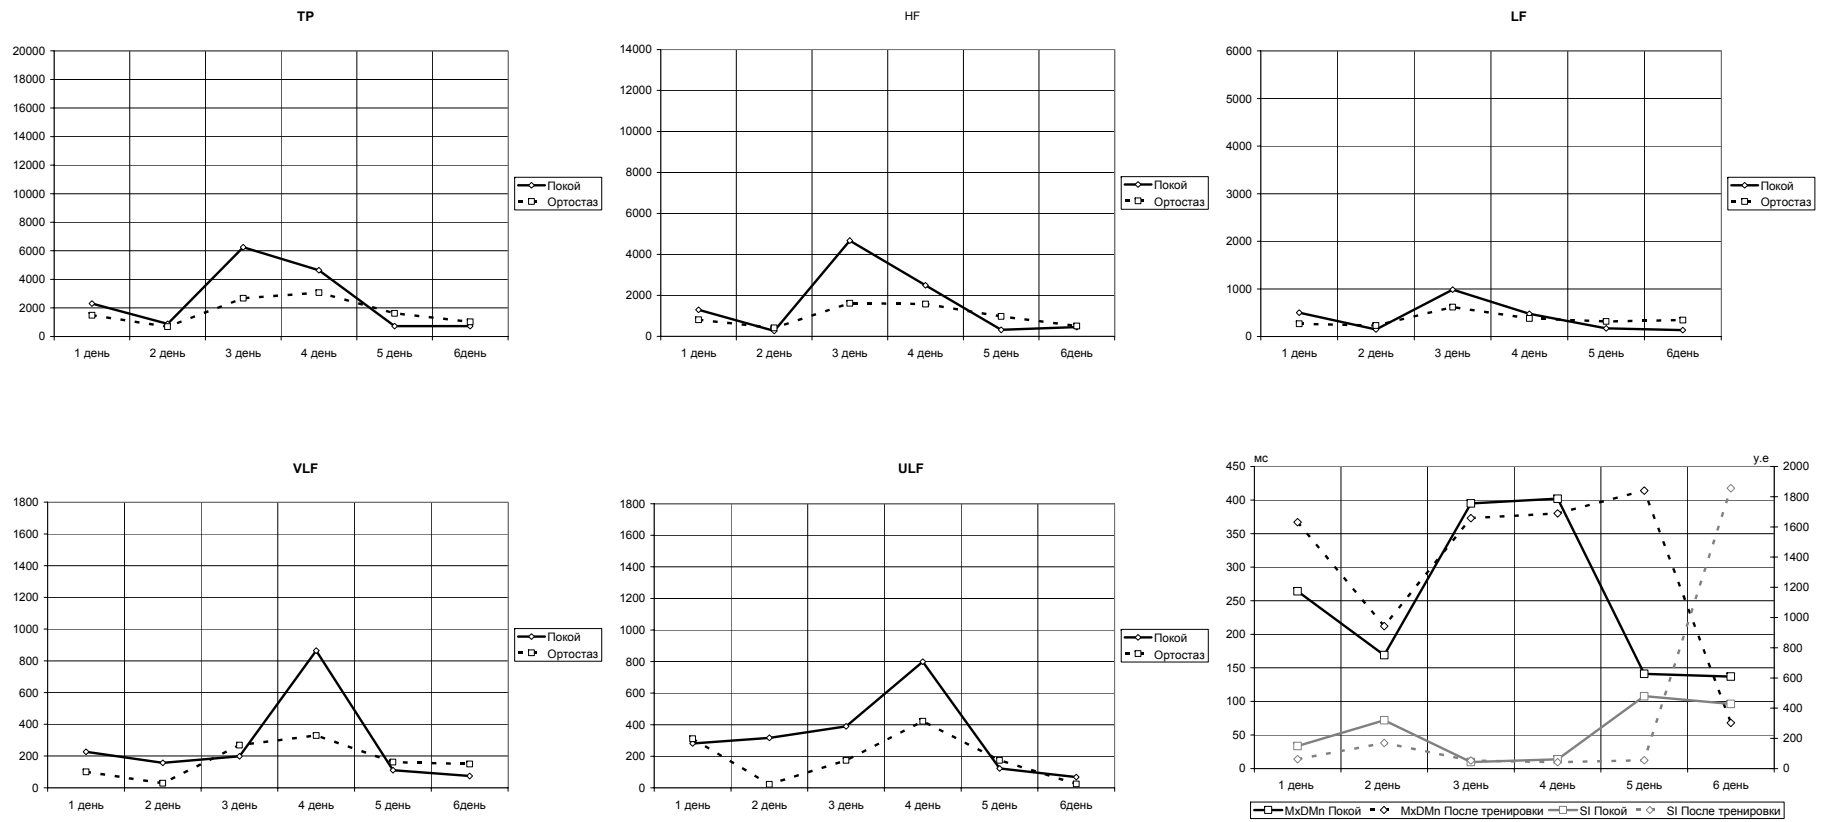 TP
20000
18000
16000
14000
12000
10000
8000
6000
4000
2000
0
1 день 2 день 3 день 4 день 5 день 6день
Покой
Ортостаз
HF
14000
12000
10000
8000
6000
4000
2000
0
1 день 2 день 3 день 4 день 5 день 6день
Покой
Ортостаз
LF
6000
5000
4000
3000
2000
1000
0
1 день 2 день 3 день 4 день 5 день 6день
Покой
Ортостаз
VLF
1800
1600
1400
1200
1000
800
600
400
200
0
1 день 2 день 3 день 4 день 5 день 6день
Покой
Ортостаз
ULF
1800
1600
1400
1200
1000
800
600
400
200
0
1 день 2 день 3 день 4 день 5 день 6день
Покой
Ортостаз
мс
450
400
350
300
250
200
150
100
50
0
у.е
2000
1800
1600
1400
1200
1000
800
600
400
200
0
1 день 2 день 3 день 4 день 5 день 6 день
MxDMn Покой MxDMn После тренировки SI Покой SI После тренировки